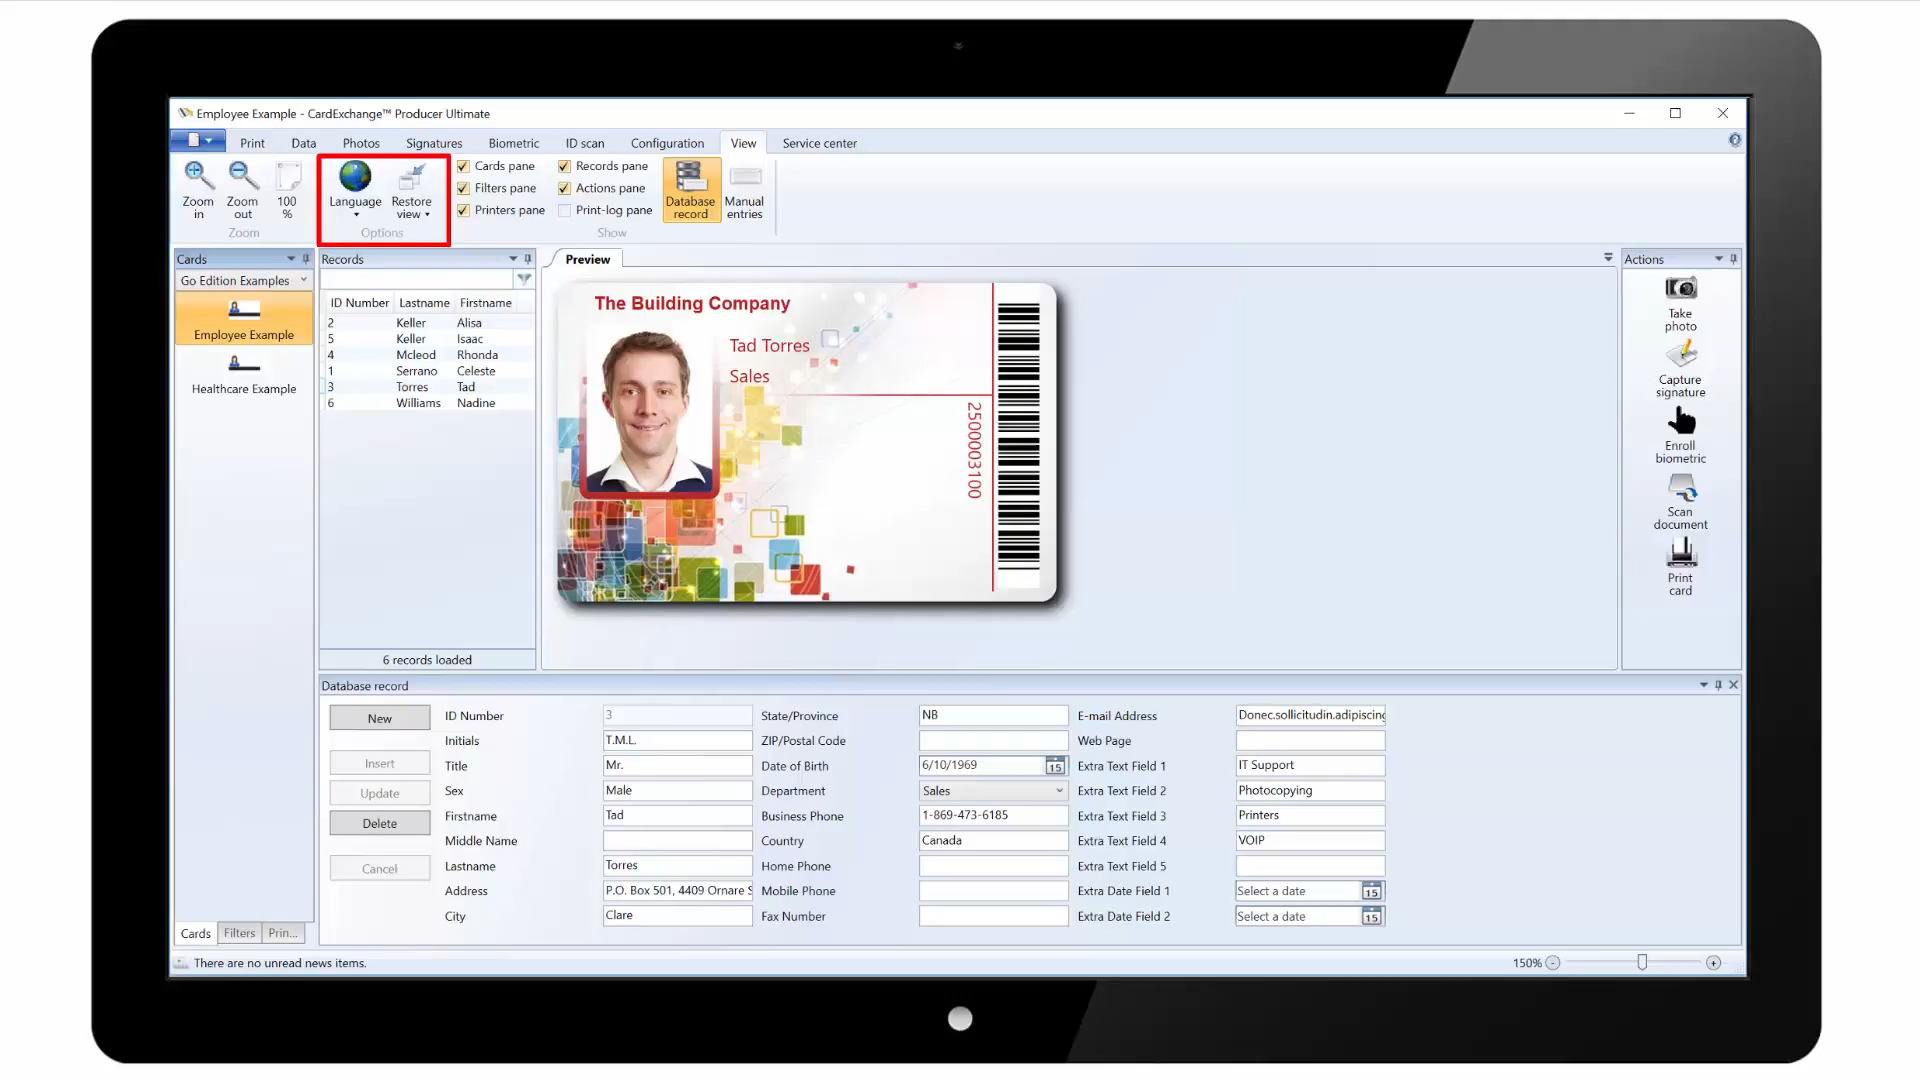 Employee Example - CardExchange™ Producer Ultimate
Print Data Photos Signatures Biometric ID scan Configuration View Service center
Zoom in
Zoom out
100 %
Zoom
Language
Restore view
Options
Cards pane
Filters pane
Printers pane
Records pane
Actions pane
Print-log pane
Database record
Manual entries
Show
Cards
Go Edition Examples
Employee Example
Healthcare Example
Records
ID Number Lastname Firstname
2 Keller Alisa
5 Keller Isaac
4 Mcleod Rhonda
1 Serrano Celeste
3 Torres Tad
6 Williams Nadine
6 records loaded
Preview
The Building Company
Tad Torres
Sales
2500003100
Actions
Take
photo
Capture
signature
Enroll
biometric
Scan
document
Print
card
Database record
New
Insert
Update
Delete
Cancel
ID Number 3
Initials T.M.L.
Title Mr.
Sex Male
Firstname Tad
Middle Name
Lastname Torres
Address P.O. Box 501, 4409 Ornare S
City Clare
State/Province NB
ZIP/Postal Code
Date of Birth 6/10/1969 15
Department Sales
Business Phone 1-869-473-6185
Country Canada
Home Phone
Mobile Phone
Fax Number
E-mail Address Donec.sollicitudin.adipiscing
Web Page
Extra Text Field 1 IT Support
Extra Text Field 2 Photocopying
Extra Text Field 3 Printers
Extra Text Field 4 VOIP
Extra Text Field 5
Extra Date Field 1 Select a date 15
Extra Date Field 2 Select a date 15
Cards Filters Prin...
There are no unread news items.
150%